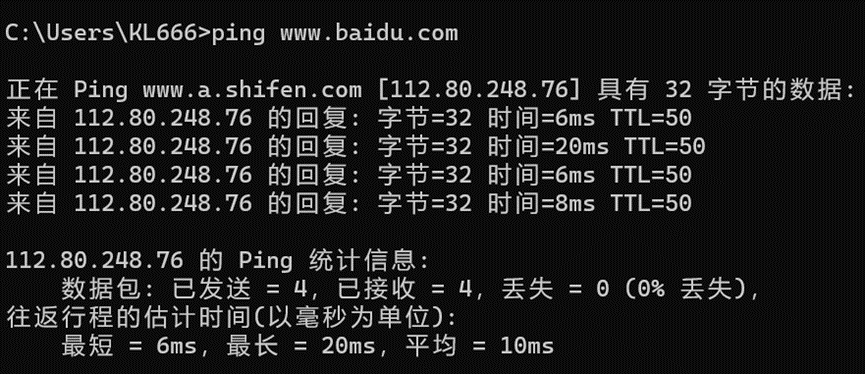 C:\Users\KL666>ping www.baidu.com
正在 Ping www.a.shifen.com [112.80.248.76] 具有 32 字节的数据:
来自 112.80.248.76 的回复: 字节=32 时间=6ms TTL=50
来自 112.80.248.76 的回复: 字节=32 时间=20ms TTL=50
来自 112.80.248.76 的回复: 字节=32 时间=6ms TTL=50
来自 112.80.248.76 的回复: 字节=32 时间=8ms TTL=50
112.80.248.76 的 Ping 统计信息:
数据包: 已发送 = 4, 已接收 = 4, 丢失 = 0 (0% 丢失),
往返行程的估计时间(以毫秒为单位):
最短 = 6ms, 最长 = 20ms, 平均 = 10ms